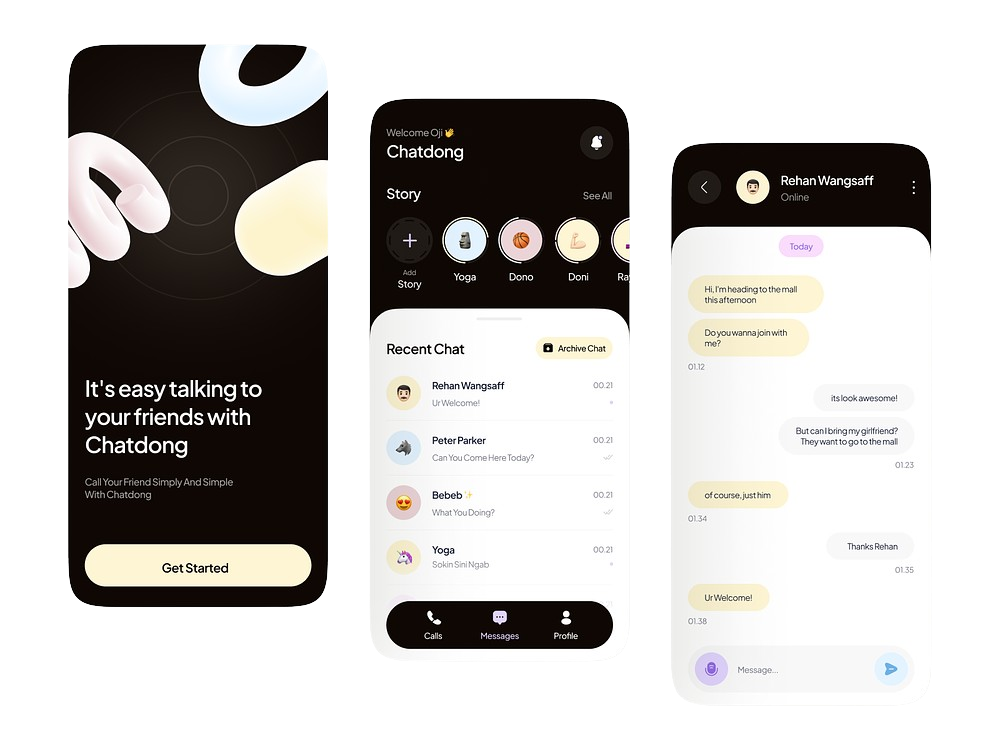 It's easy talking to
your friends with
Chatdong
Call Your Friend Simply And Simple
With Chatdong
Get Started
Welcome Oji 🤟
Chatdong
Story
See All
Add
Story
Yoga
Dono
Doni
Ra
Recent Chat
Archive Chat
Rehan Wangsaff
00.21
Ur Welcome!
Peter Parker
00.21
Can You Come Here Today?
Bebeb ✨
00.21
What You Doing?
Yoga
00.21
Sokin Sini Ngab
Calls
Messages
Profile
Rehan Wangsaff
Online
Today
Hi, I'm heading to the mall
this afternoon
Do you wanna join with
me?
01.12
its look awesome!
But can I bring my girlfriend?
They want to go to the mall
01.23
of course, just him
01.34
Thanks Rehan
01.35
Ur Welcome!
01.38
Message...